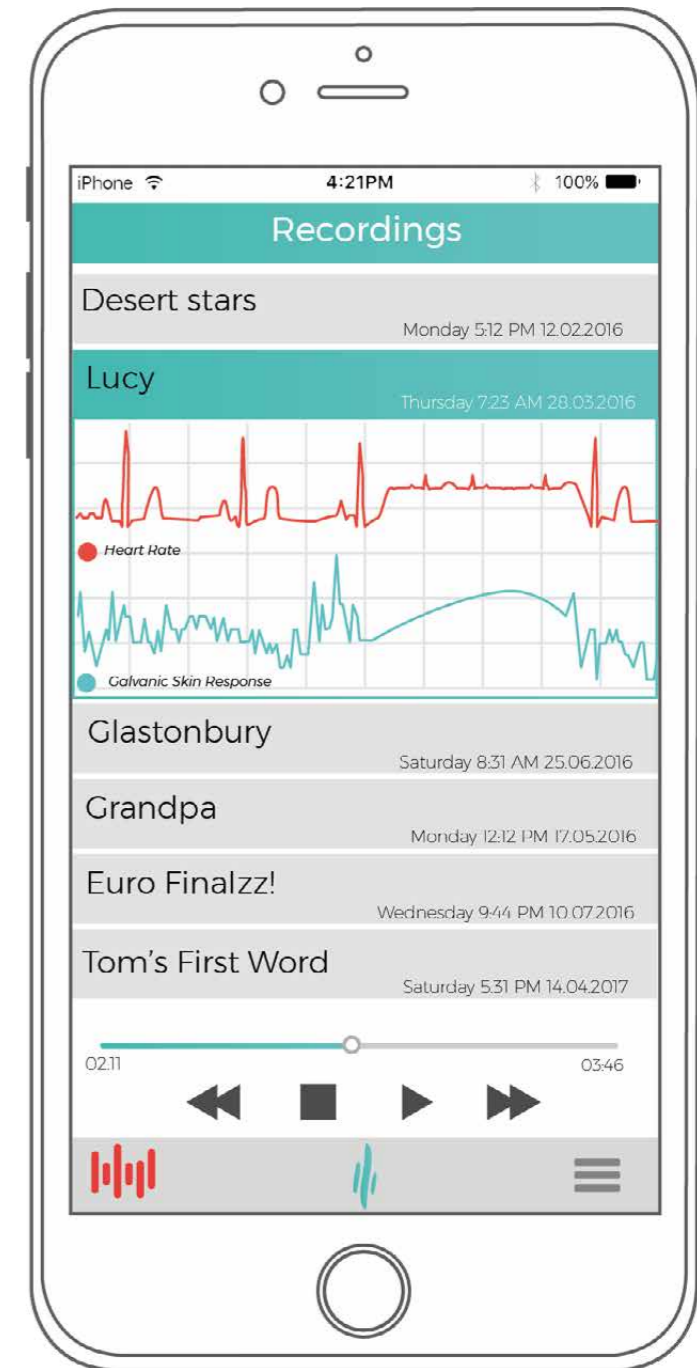 iPhone 4:21PM 100%
Recordings
Desert stars
Monday 5:12 PM 12.02.2016
Lucy
Thursday 7:23 AM 28.03.2016
Heart Rate
Galvanic Skin Response
Glastonbury
Saturday 8:31 AM 25.06.2016
Grandpa
Monday 12:12 PM 17.05.2016
Euro Finalzz!
Wednesday 9:44 PM 10.07.2016
Tom's First Word
Saturday 5:31 PM 14.04.2017
02:11 03:46